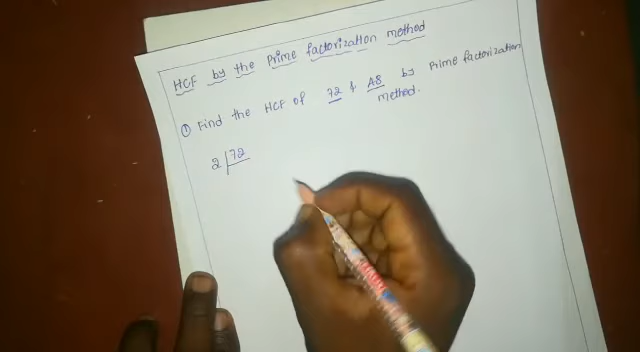 HCF by the Prime factorization method
① Find the HCF of 72 & 48 by Prime factorization
method.
2 72